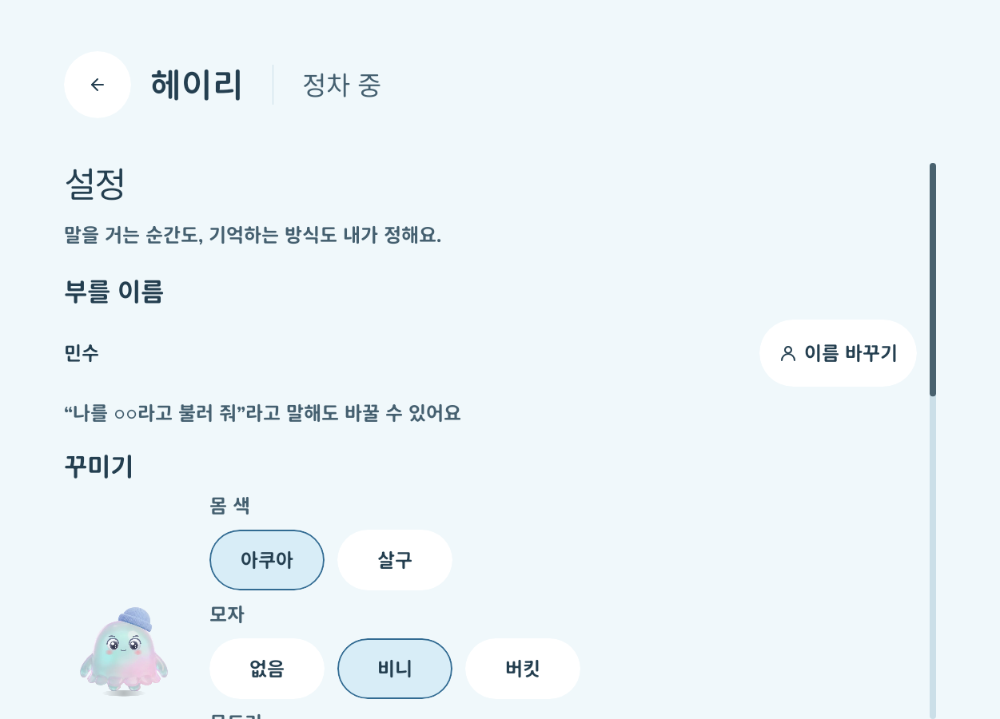 헤이리
정차 중
설정
말을 거는 순간도, 기억하는 방식도 내가 정해요.
부를 이름
민수
이름 바꾸기
“나를 ○○라고 불러 줘”라고 말해도 바꿀 수 있어요
꾸미기
몸 색
아쿠아
살구
모자
없음
비니
버킷